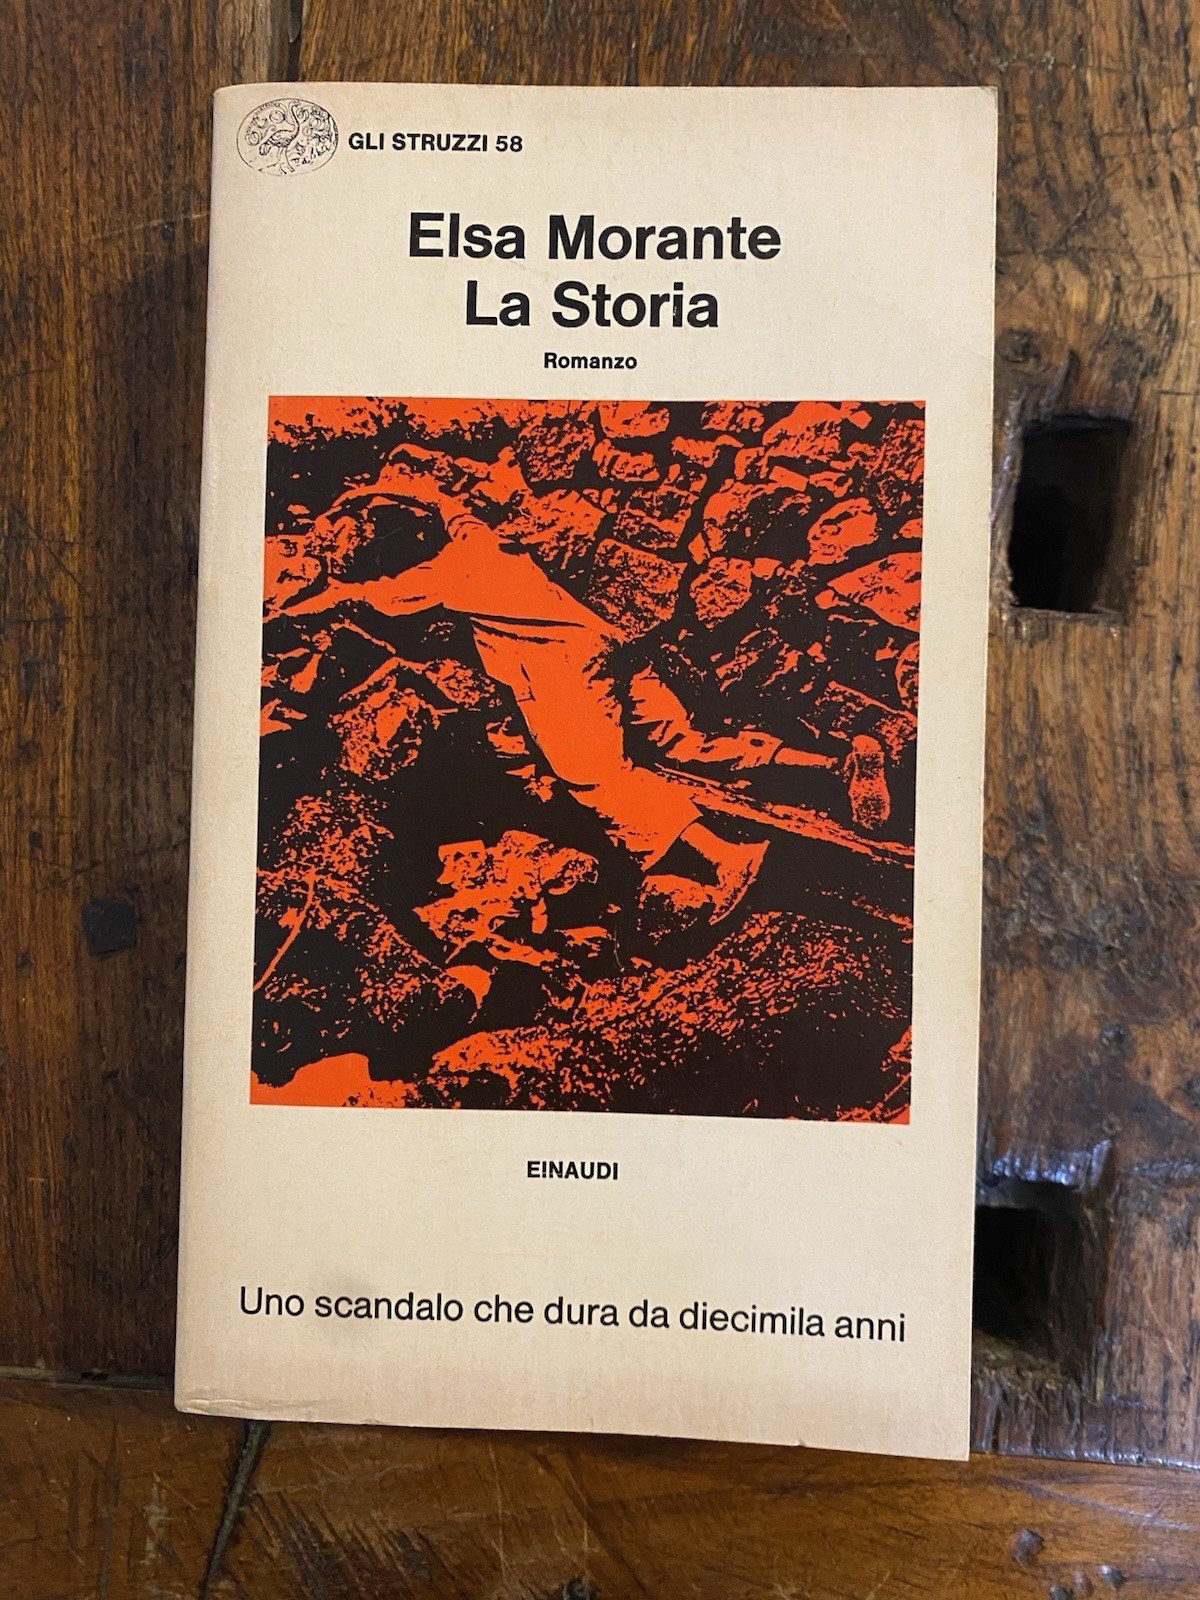 GLI STRUZZI 58
Elsa Morante
La Storia
Romanzo
EINAUDI
Uno scandalo che dura da diecimila anni